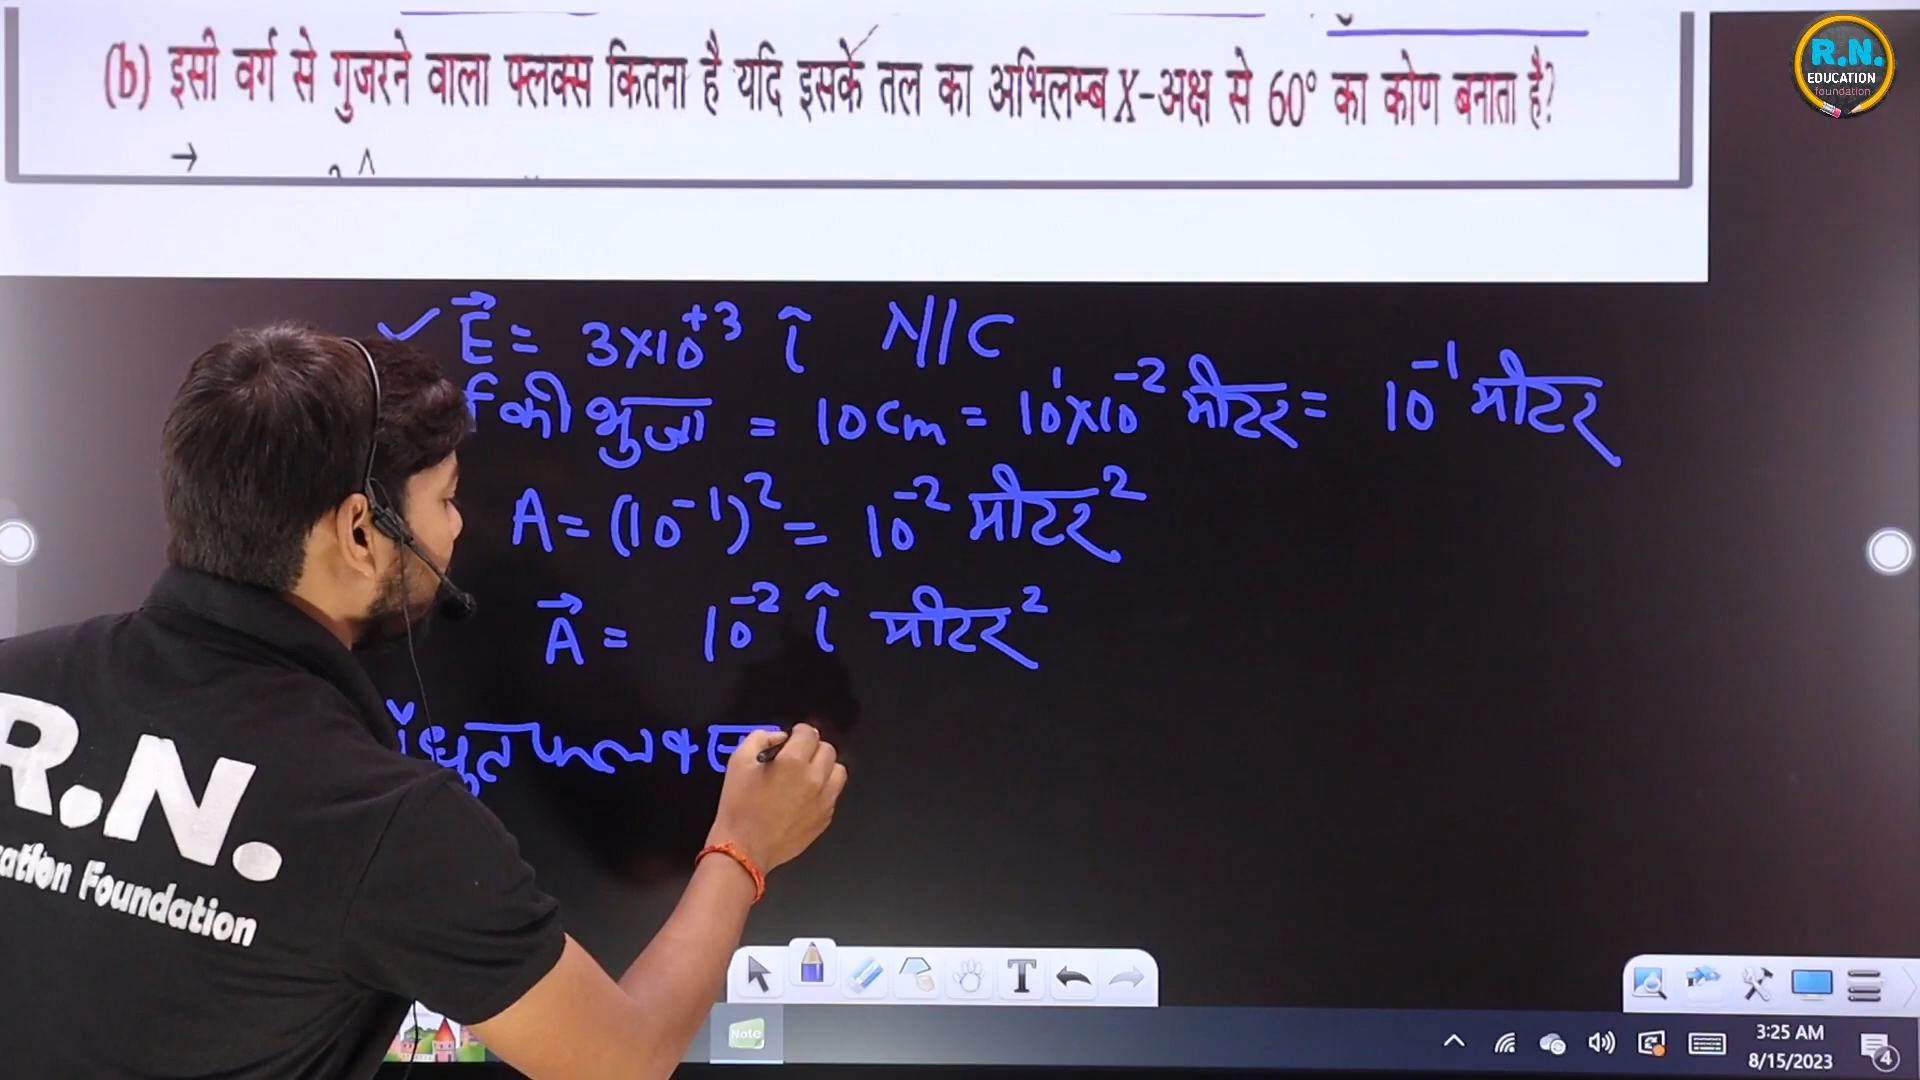 (b) इसी वर्ग से गुजरने वाला फ्लक्स कितना है यदि इसके तल का अभिलम्ब X-अक्ष से 60° का कोण बनाता है?
R.N.
EDUCATION
foundation
E⃗ = 3×10⁺³ î N/C
की भुजा = 10cm = 10¹×10⁻² मीटर = 10⁻¹ मीटर
A = (10⁻¹)² = 10⁻² मीटर²
A⃗ = 10⁻² î मीटर²
R.N.
Foundation
T
Note
3:25 AM
8/15/2023
4